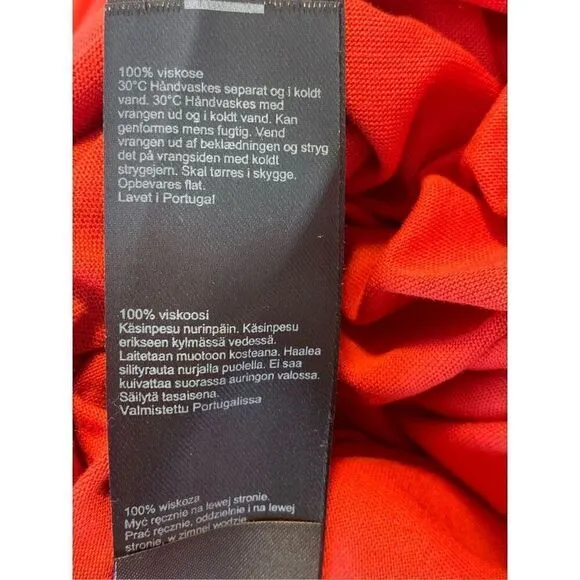 100% viskose
30°C Håndvaskes separat og i koldt
vand. 30°C Håndvaskes med
vrangen ud og i koldt vand. Kan
genformes mens fugtig. Vend
vrangen ud af beklædningen og stryg
det på vrangsiden med koldt
strygejern. Skal tørres i skygge.
Opbevares flat.
Lavet i Portugal
100% viskoosi
Käsinpesu nurinpäin. Käsinpesu
erikseen kylmässä vedessä.
Laitetaan muotoon kosteana. Haalea
silityrauta nurjalla puolella. Ei saa
kuivattaa suorassa auringon valossa.
Säilytä tasaisena.
Valmistettu Portugalissa
100% wiskoza
Myć ręcznie na lewej stronie.
Prać ręcznie, oddzielnie i na lewej
stronie, w zimnej wodzie.